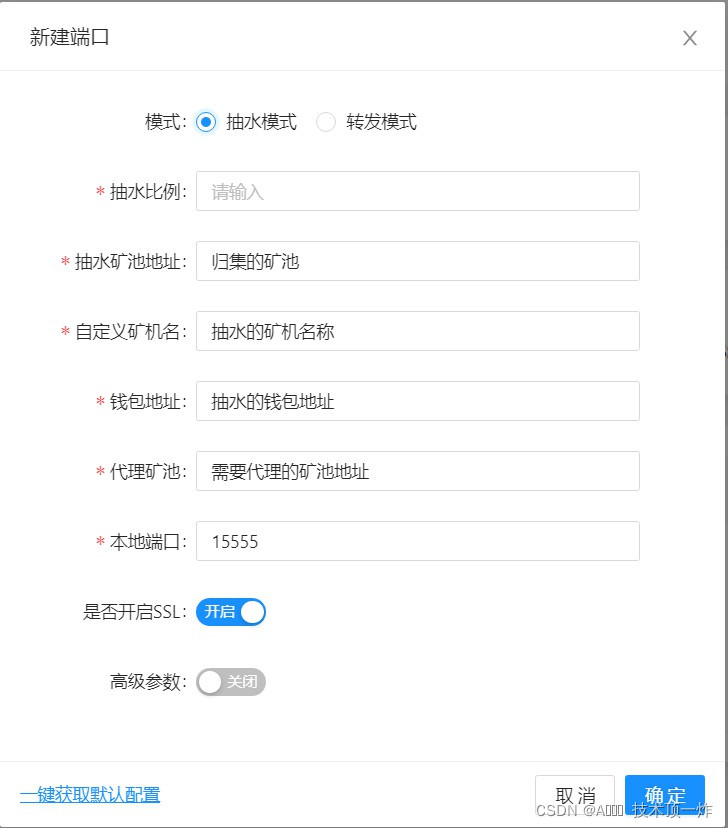 新建端口
模式: 抽水模式 转发模式
* 抽水比例: 请输入
* 抽水矿池地址: 归集的矿池
* 自定义矿机名: 抽水的矿机名称
* 钱包地址: 抽水的钱包地址
* 代理矿池: 需要代理的矿池地址
* 本地端口: 15555
是否开启SSL: 开启
高级参数: 关闭
一键获取默认配置 取消 确定
CSDN @A▯▯▯ 技术顶一炸